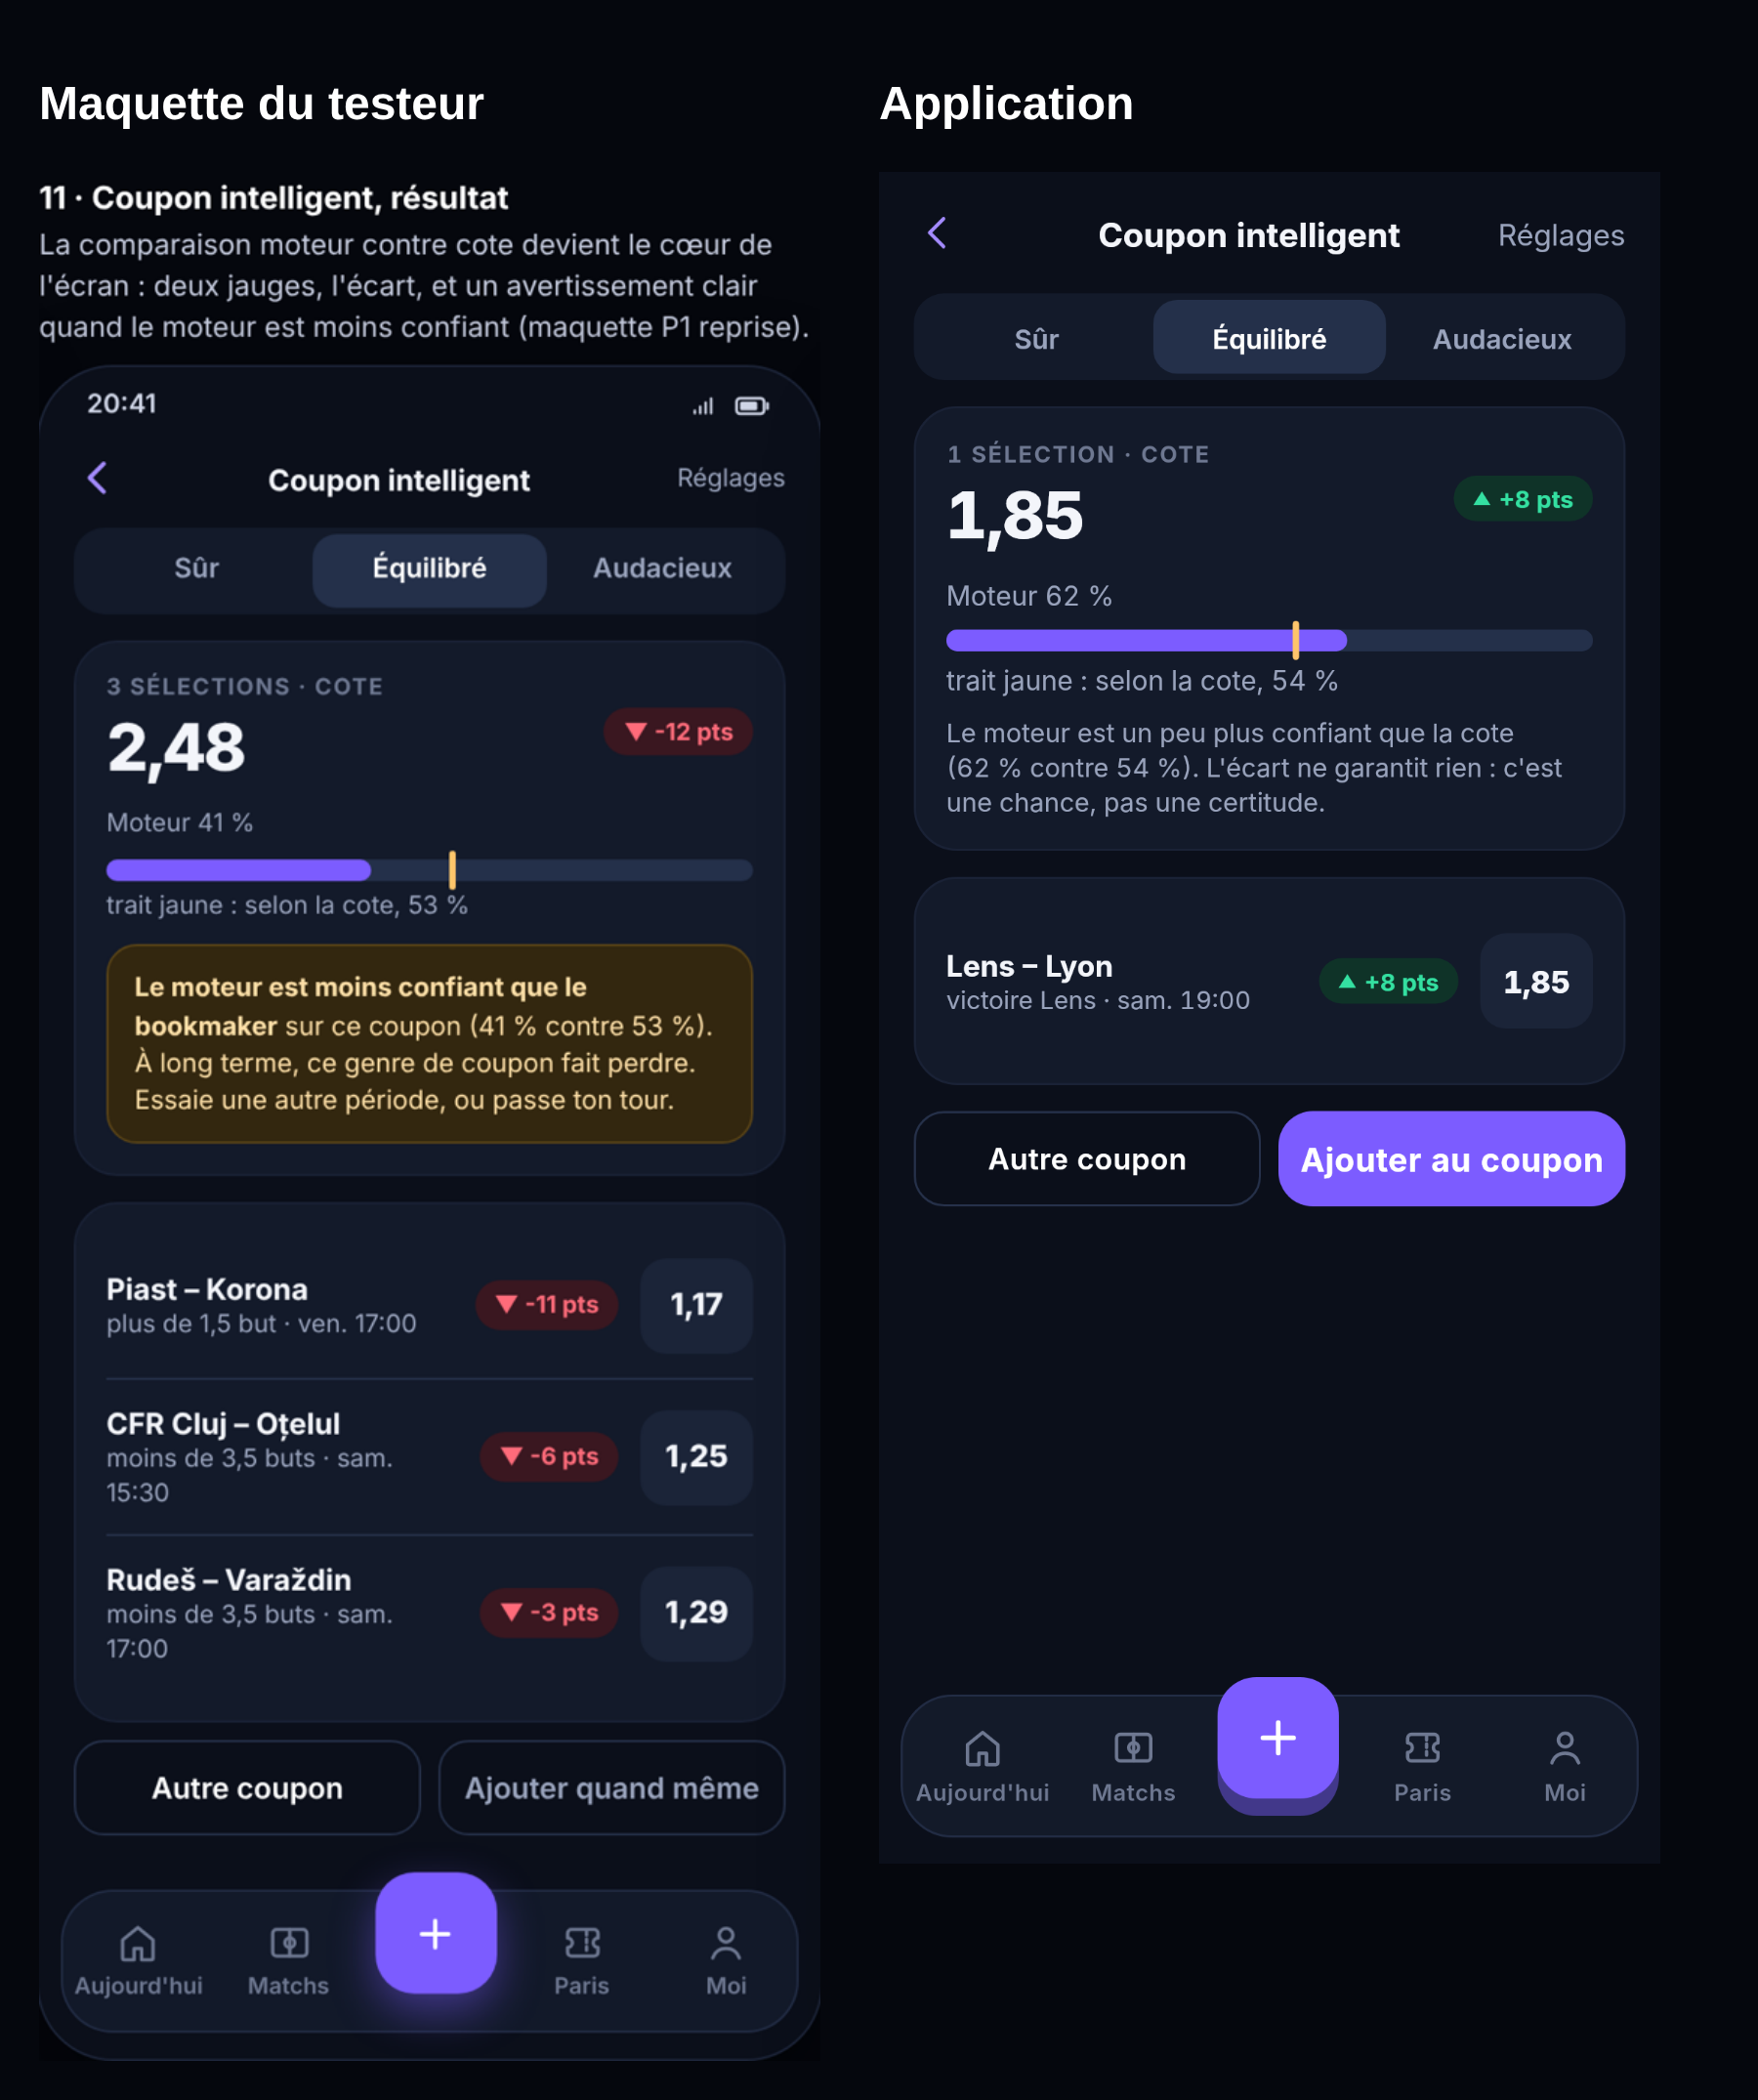 Maquette du testeur
11 · Coupon intelligent, résultat
La comparaison moteur contre cote devient le cœur de
l'écran : deux jauges, l'écart, et un avertissement clair
quand le moteur est moins confiant (maquette P1 reprise).
20:41
Coupon intelligent
Réglages
Sûr
Équilibré
Audacieux
3 SÉLECTIONS · COTE
2,48
▼ -12 pts
Moteur 41 %
trait jaune : selon la cote, 53 %
Le moteur est moins confiant que le
bookmaker sur ce coupon (41 % contre 53 %).
À long terme, ce genre de coupon fait perdre.
Essaie une autre période, ou passe ton tour.
Piast – Korona
plus de 1,5 but · ven. 17:00
▼ -11 pts
1,17
CFR Cluj – Oțelul
moins de 3,5 buts · sam.
15:30
▼ -6 pts
1,25
Rudeš – Varaždin
moins de 3,5 buts · sam.
17:00
▼ -3 pts
1,29
Autre coupon
Ajouter quand même
Aujourd'hui
Matchs
Paris
Moi
Application
Coupon intelligent
Réglages
Sûr
Équilibré
Audacieux
1 SÉLECTION · COTE
1,85
▲ +8 pts
Moteur 62 %
trait jaune : selon la cote, 54 %
Le moteur est un peu plus confiant que la cote
(62 % contre 54 %). L'écart ne garantit rien : c'est
une chance, pas une certitude.
Lens – Lyon
victoire Lens · sam. 19:00
▲ +8 pts
1,85
Autre coupon
Ajouter au coupon
Aujourd'hui
Matchs
Paris
Moi